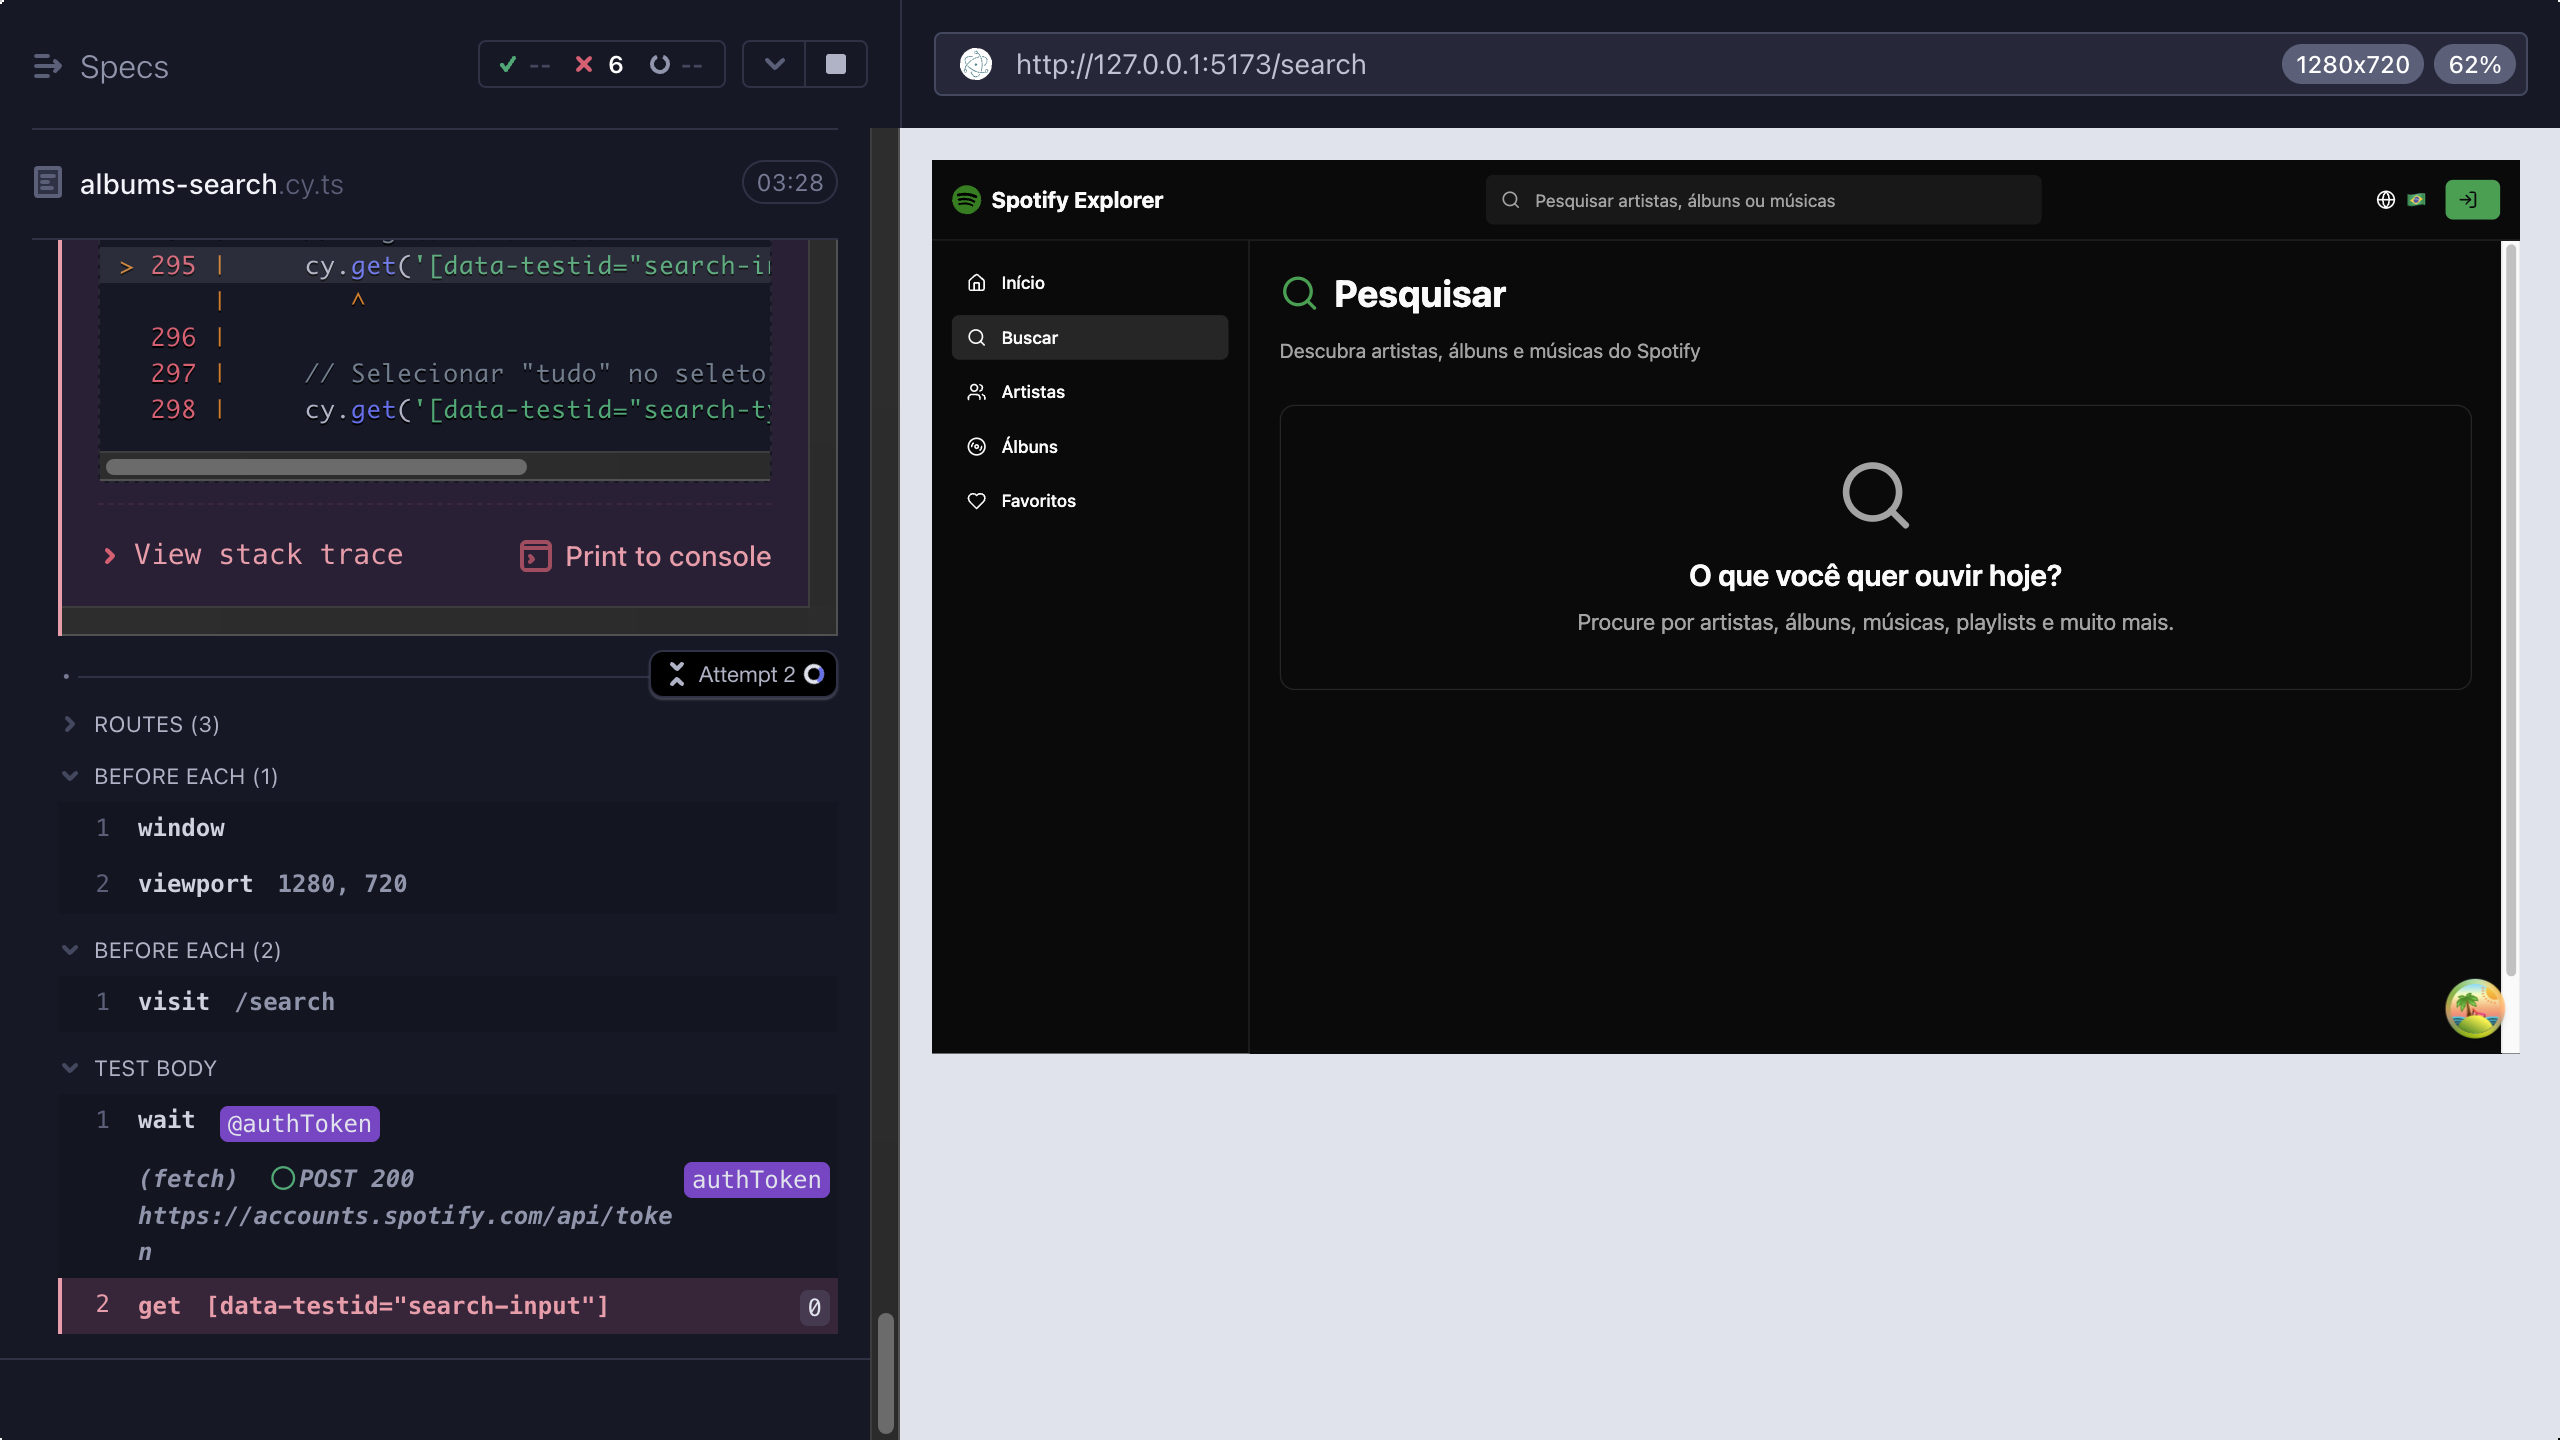 Specs
-- 6 --
albums-search.cy.ts
03:28
> 295 | cy.get('[data-testid="search-i
| ^
296 |
297 | // Selecionar "tudo" no seleto
298 | cy.get('[data-testid="search-ty
View stack trace
Print to console
Attempt 2
ROUTES (3)
BEFORE EACH (1)
1 window
2 viewport 1280, 720
BEFORE EACH (2)
1 visit /search
TEST BODY
1 wait @authToken
(fetch) POST 200 authToken
https://accounts.spotify.com/api/toke
n
2 get [data-testid="search-input"] 0
http://127.0.0.1:5173/search
1280x720
62%
Spotify Explorer
Pesquisar artistas, álbuns ou músicas
Início
Buscar
Artistas
Álbuns
Favoritos
Pesquisar
Descubra artistas, álbuns e músicas do Spotify
O que você quer ouvir hoje?
Procure por artistas, álbuns, músicas, playlists e muito mais.